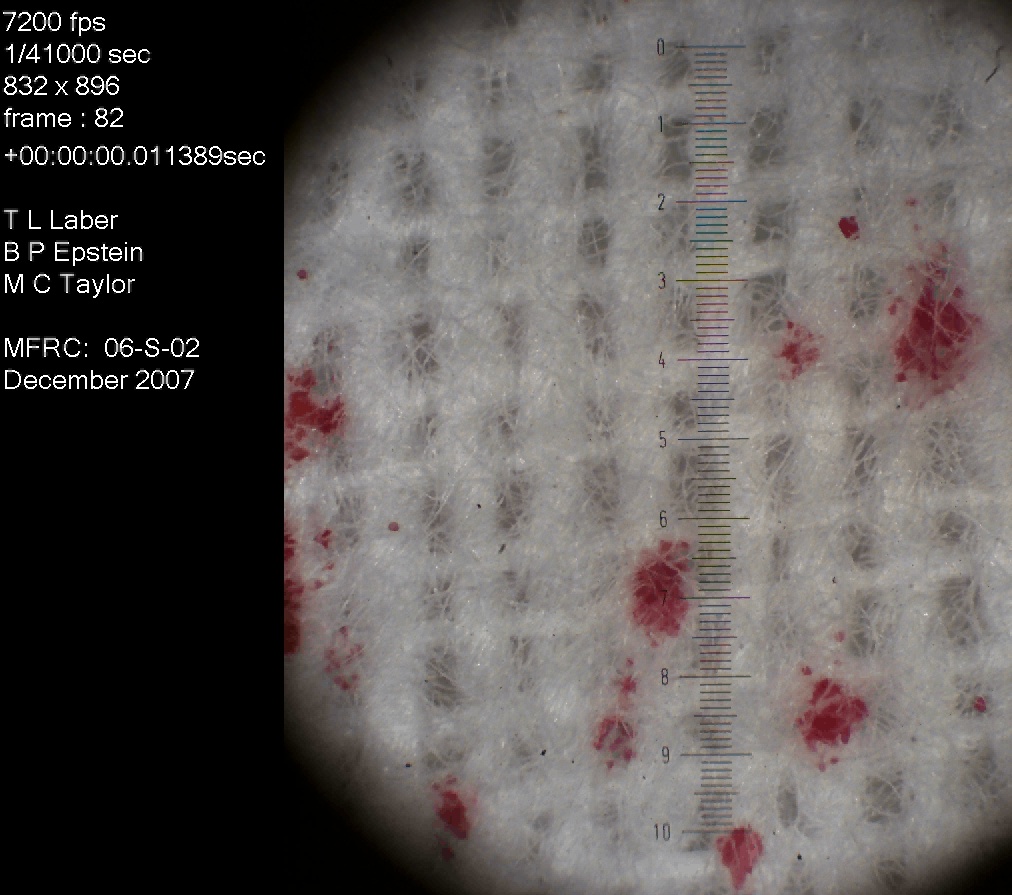 7200 fps
1/41000 sec
832 x 896
frame : 82
+00:00:00.011389sec
T L Laber
B P Epstein
M C Taylor
MFRC: 06-S-02
December 2007
0
1
2
3
4
5
6
7
8
9
10